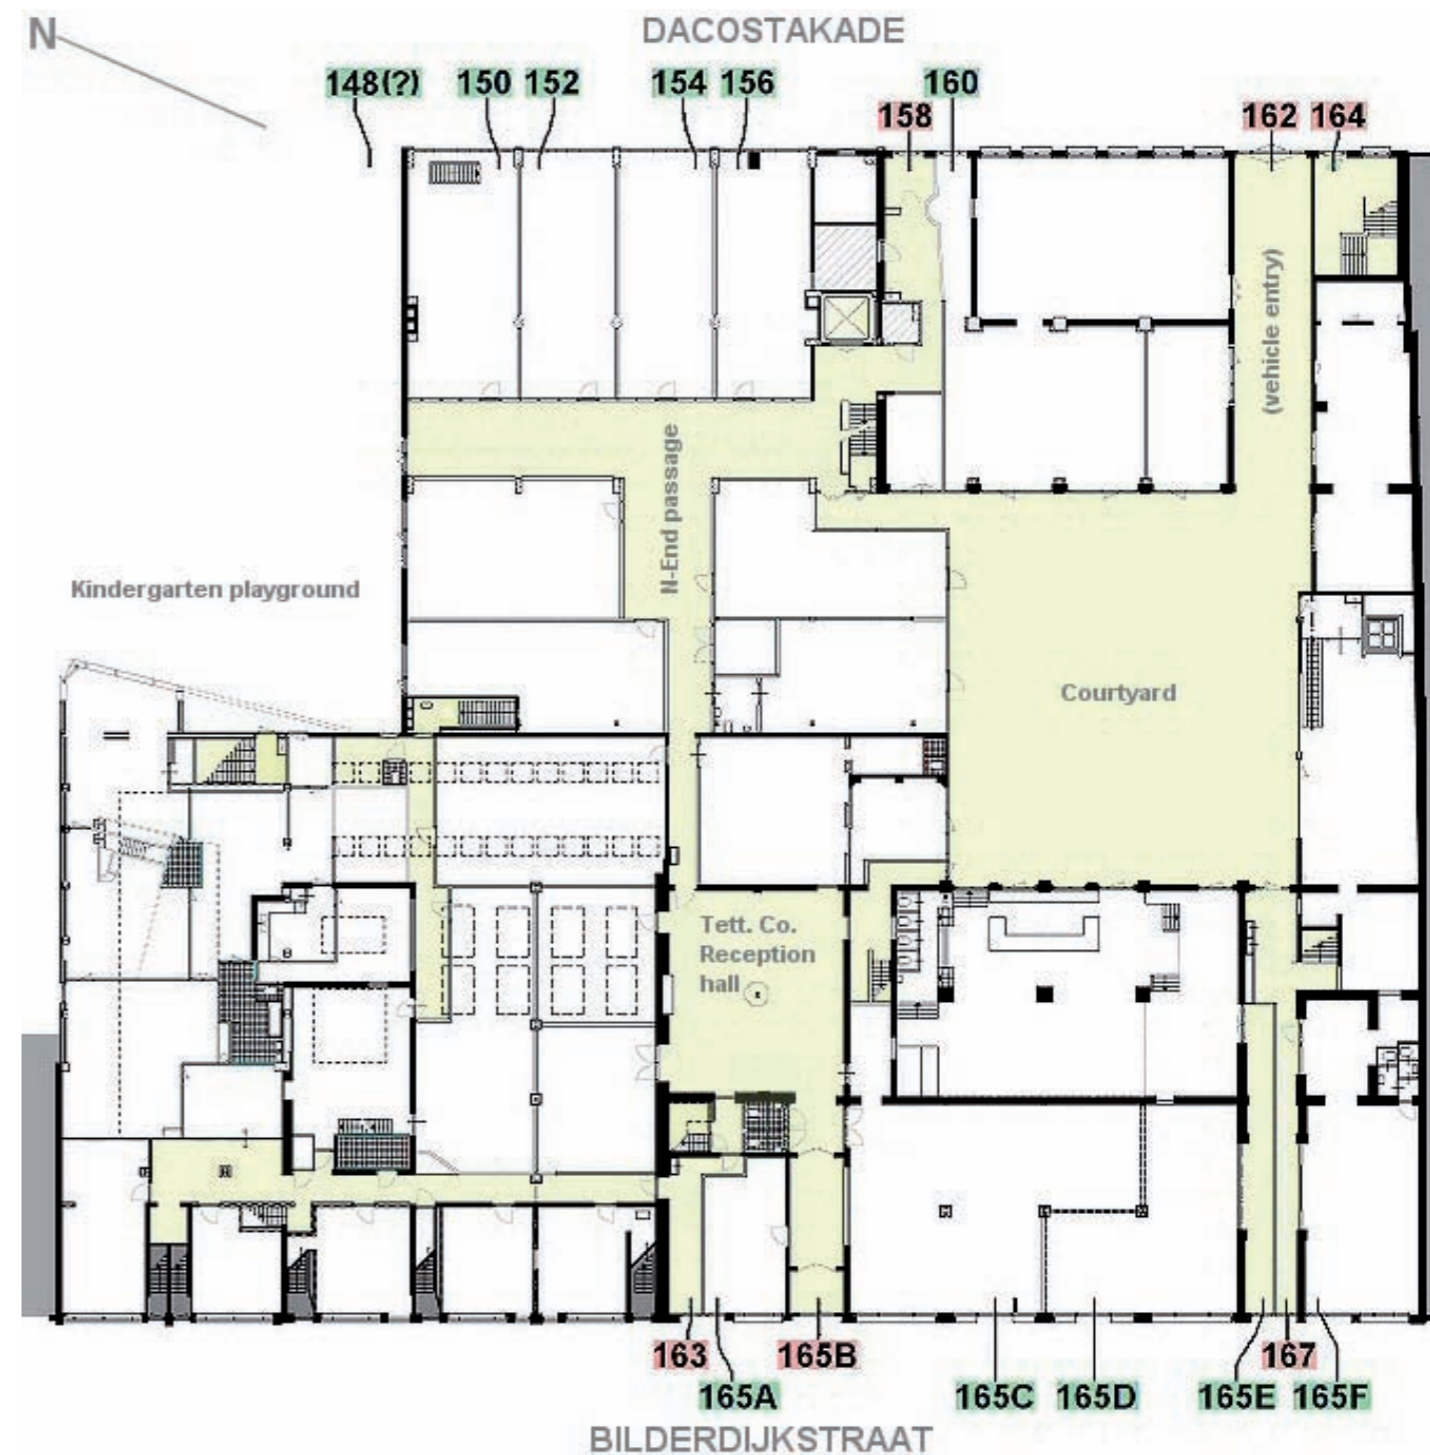 N
DACOSTAKADE
148(?) 150 152 154 156 160
158 162 164
(vehicle entry)
N-End passage
Kindergarten playground
Courtyard
Tett. Co.
Reception
hall
163 165B 167
165A 165C 165D 165E 165F
BILDERDIJKSTRAAT